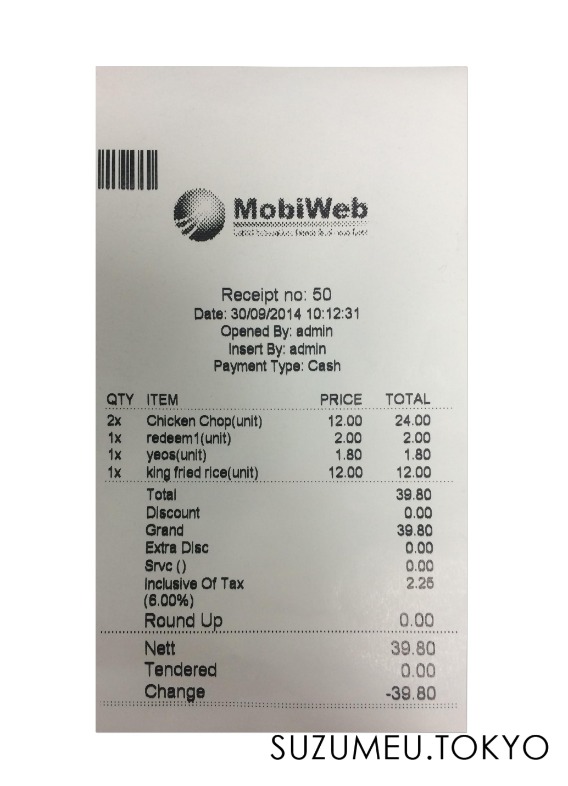 MobiWeb
Receipt no: 50
Date: 30/09/2014 10:12:31
Opened By: admin
Insert By: admin
Payment Type: Cash
QTY ITEM PRICE TOTAL
2x Chicken Chop(unit) 12.00 24.00
1x redeem1(unit) 2.00 2.00
1x yeos(unit) 1.80 1.80
1x king fried rice(unit) 12.00 12.00
Total 39.80
Discount 0.00
Grand 39.80
Extra Disc 0.00
Srvc () 0.00
Inclusive Of Tax 2.25
(6.00%)
Round Up 0.00
Nett 39.80
Tendered 0.00
Change -39.80
SUZUMEU.TOKYO